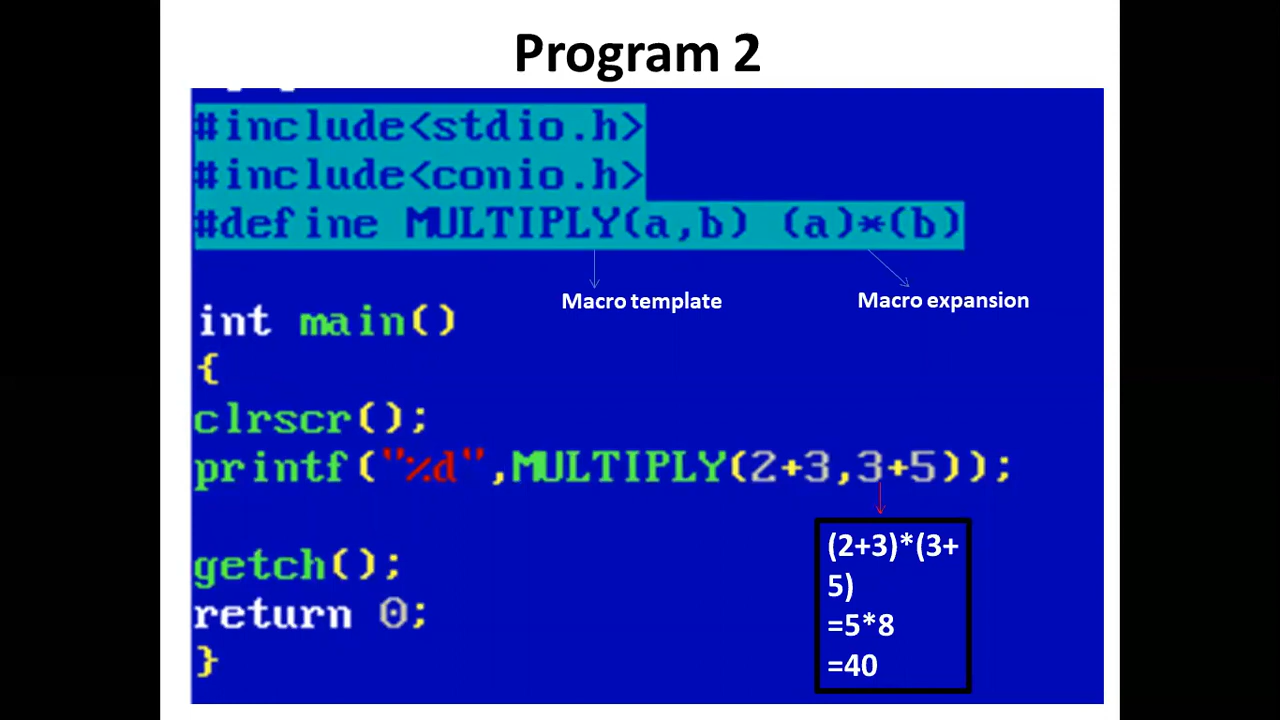 Program 2
#include<stdio.h>
#include<conio.h>
#define MULTIPLY(a,b) (a)*(b)
Macro template
Macro expansion
int main()
{
clrscr();
printf("%d",MULTIPLY(2+3,3+5));
(2+3)*(3+
5)
=5*8
=40
getch();
return 0;
}